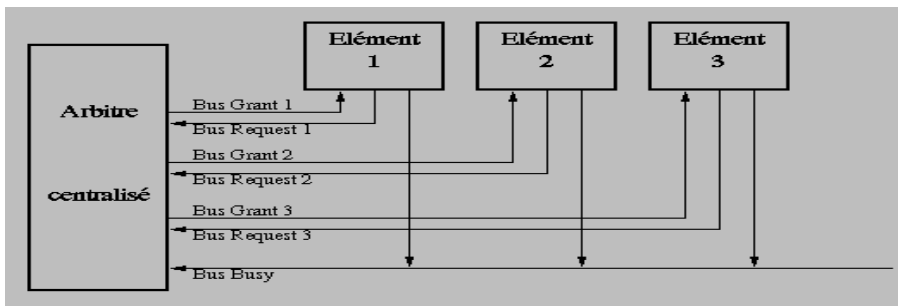 Elément
1
Elément
2
Elément
3
Arbitre
centralisé
Bus Grant 1
Bus Request 1
Bus Grant 2
Bus Request 2
Bus Grant 3
Bus Request 3
Bus Busy